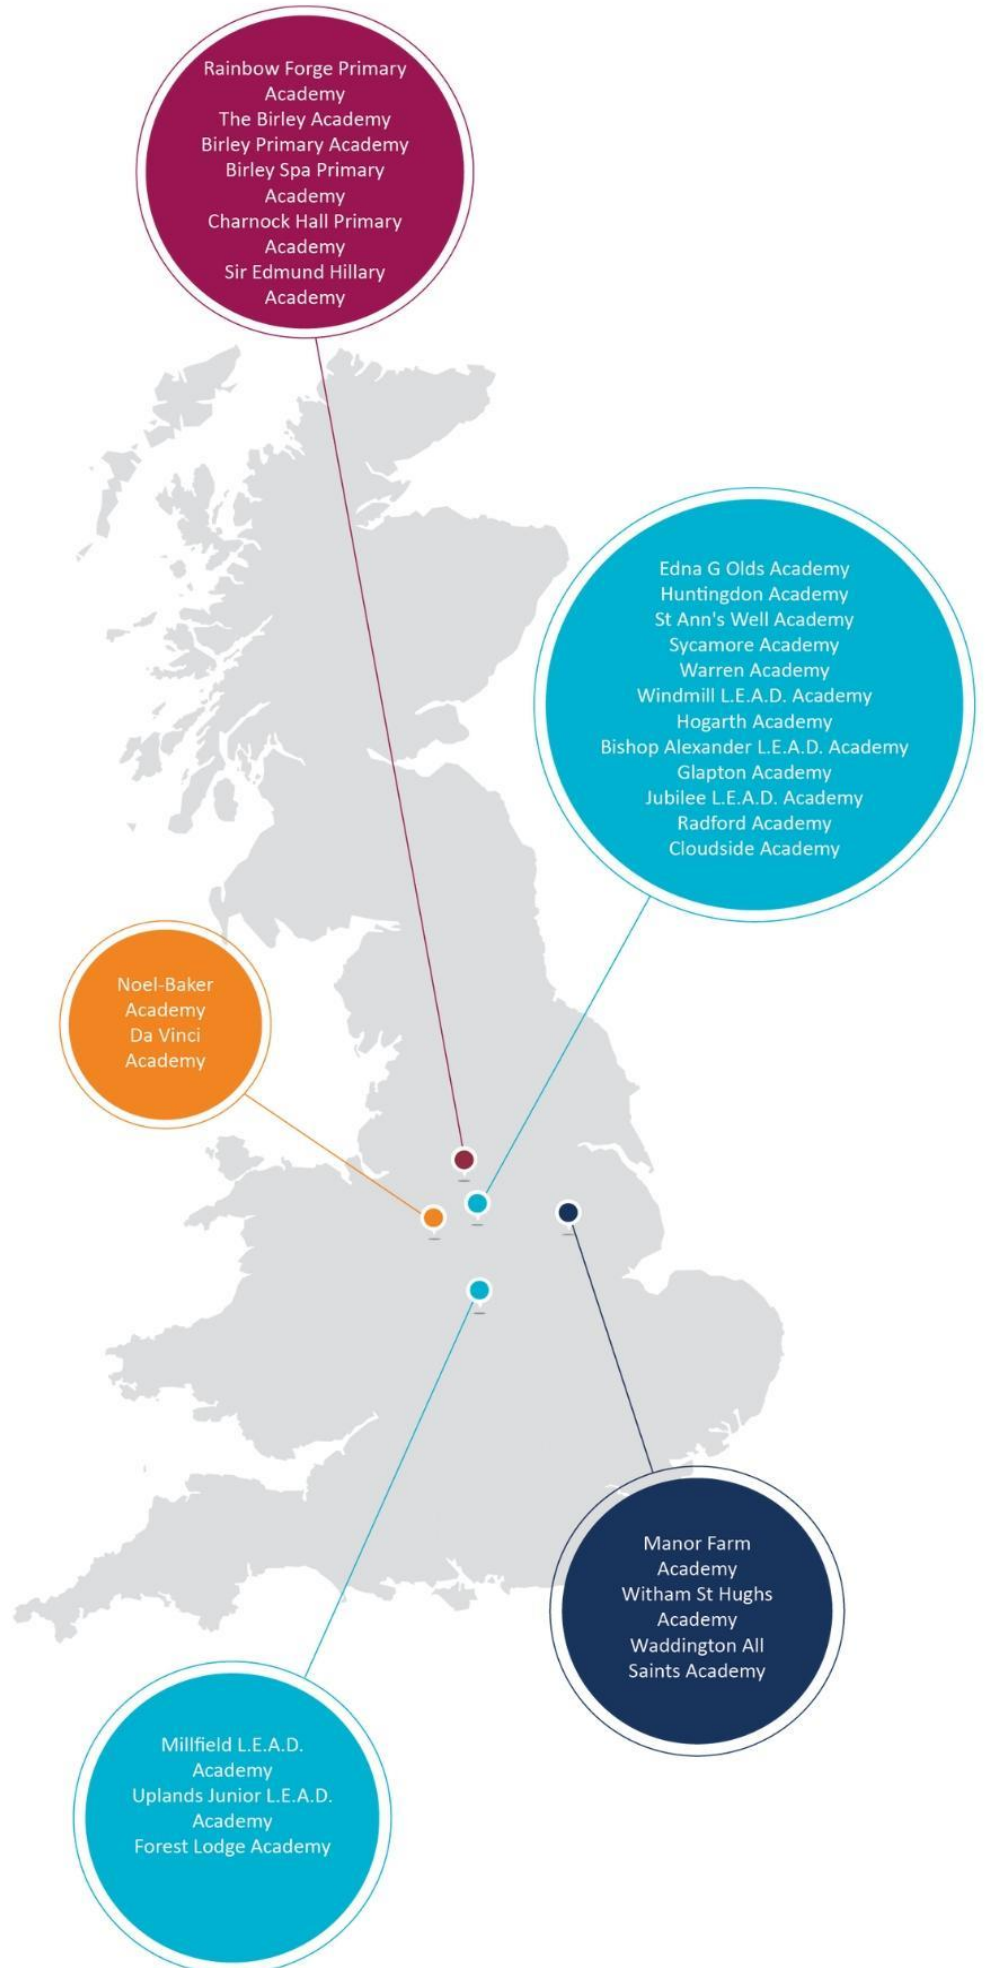 Rainbow Forge Primary
Academy
The Birley Academy
Birley Primary Academy
Birley Spa Primary
Academy
Charnock Hall Primary
Academy
Sir Edmund Hillary
Academy
Edna G Olds Academy
Huntingdon Academy
St Ann's Well Academy
Sycamore Academy
Warren Academy
Windmill L.E.A.D. Academy
Hogarth Academy
Bishop Alexander L.E.A.D. Academy
Glapton Academy
Jubilee L.E.A.D. Academy
Radford Academy
Cloudside Academy
Noel-Baker
Academy
Da Vinci
Academy
Manor Farm
Academy
Witham St Hughs
Academy
Waddington All
Saints Academy
Millfield L.E.A.D.
Academy
Uplands Junior L.E.A.D.
Academy
Forest Lodge Academy